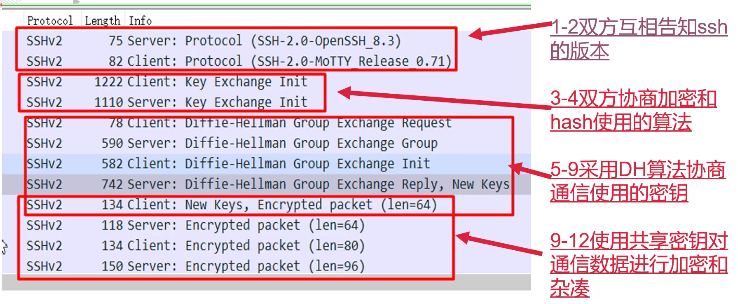 Protocol Length Info
SSHv2 75 Server: Protocol (SSH-2.0-OpenSSH_8.3)
SSHv2 82 Client: Protocol (SSH-2.0-MoTTY_Release_0.71)
SSHv2 1222 Client: Key Exchange Init
SSHv2 1110 Server: Key Exchange Init
SSHv2 78 Client: Diffie-Hellman Group Exchange Request
SSHv2 590 Server: Diffie-Hellman Group Exchange Group
SSHv2 582 Client: Diffie-Hellman Group Exchange Init
SSHv2 742 Server: Diffie-Hellman Group Exchange Reply, New Keys
SSHv2 134 Client: New Keys, Encrypted packet (len=64)
SSHv2 118 Server: Encrypted packet (len=64)
SSHv2 134 Client: Encrypted packet (len=80)
SSHv2 150 Server: Encrypted packet (len=96)
1-2双方互相告知ssh
的版本
3-4双方协商加密和
hash使用的算法
5-9采用DH算法协商
通信使用的密钥
9-12使用共享密钥对
通信数据进行加密和
杂凑